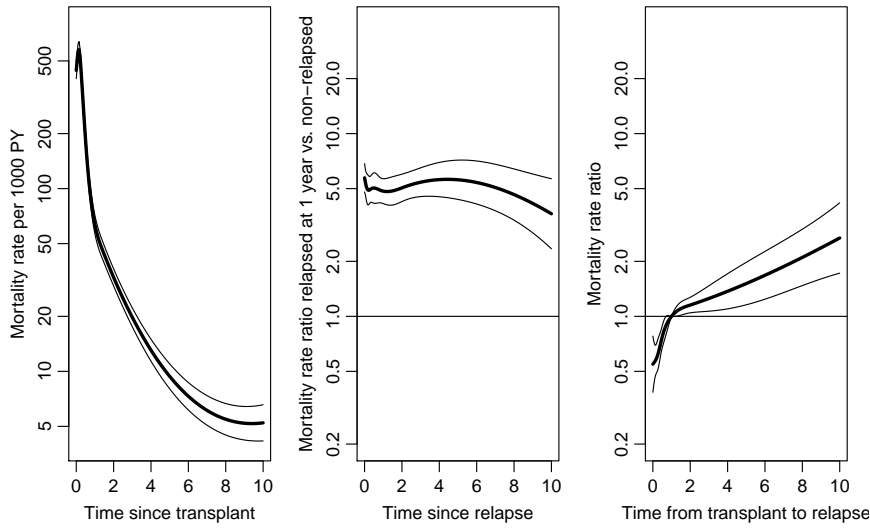 Mortality rate per 1000 PY
500
200
100
50
20
10
5
0 2 4 6 8 10
Time since transplant
Mortality rate ratio relapsed at 1 year vs. non−relapsed
20.0
10.0
5.0
2.0
1.0
0.5
0.2
0 2 4 6 8 10
Time since relapse
Mortality rate ratio
20.0
10.0
5.0
2.0
1.0
0.5
0.2
0 2 4 6 8 10
Time from transplant to relapse